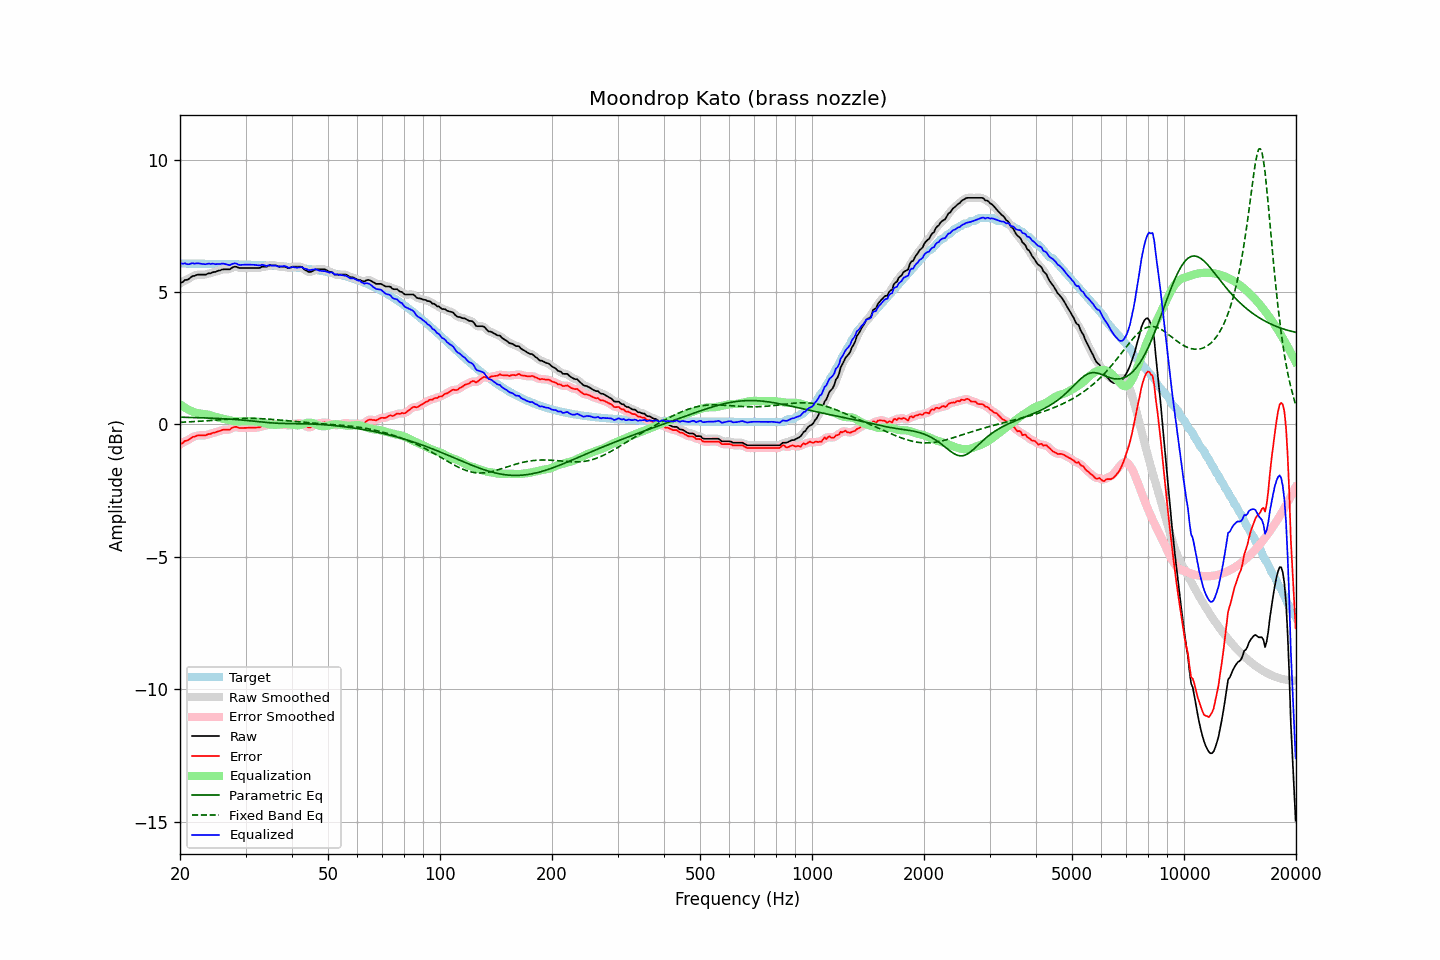 Moondrop Kato (brass nozzle)
10
5
0
−5
−10
−15
Amplitude (dBr)
Target
Raw Smoothed
Error Smoothed
Raw
Error
Equalization
Parametric Eq
Fixed Band Eq
Equalized
20 50 100 200 500 1000 2000 5000 10000 20000
Frequency (Hz)